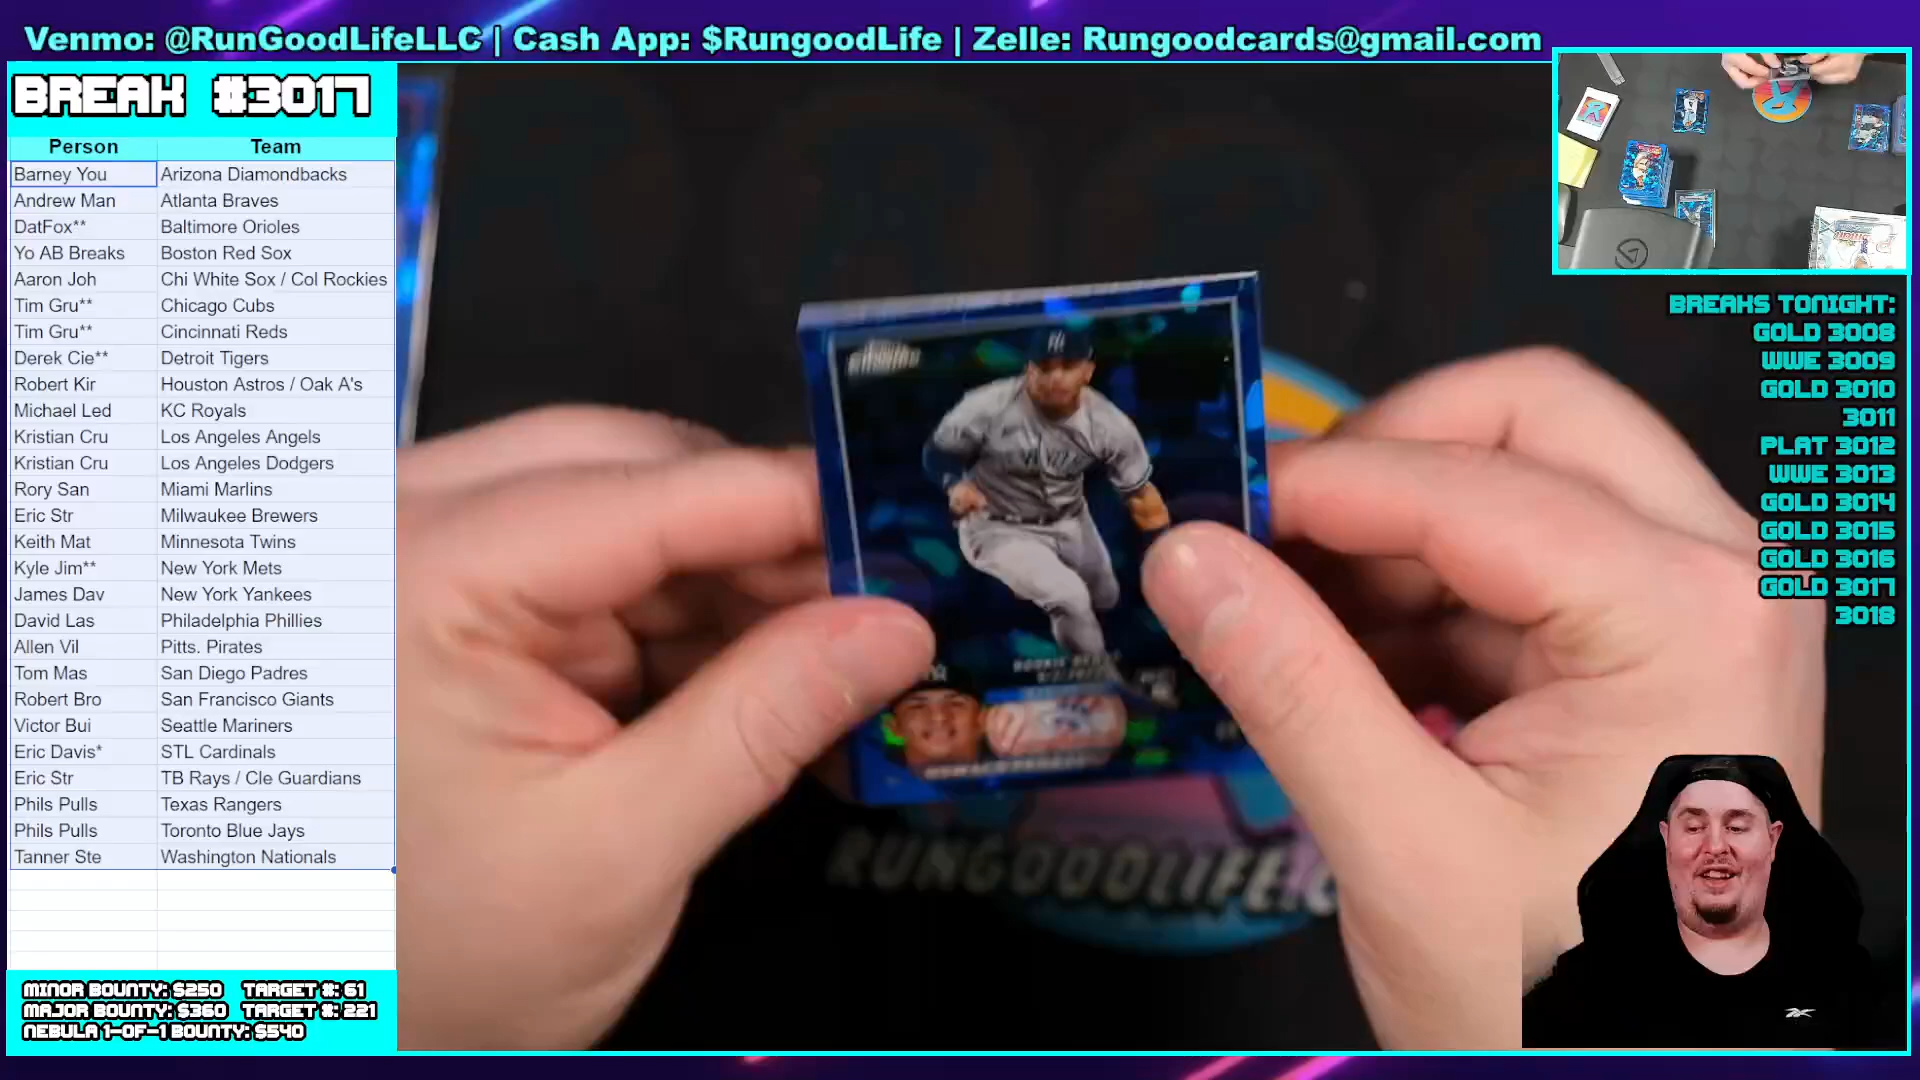 Venmo: @RunGoodLifeLLC | Cash App: $RungoodLife | Zelle: Rungoodcards@gmail.com
BREAK #3017
Person Team
Barney You Arizona Diamondbacks
Andrew Man Atlanta Braves
DatFox** Baltimore Orioles
Yo AB Breaks Boston Red Sox
Aaron Joh Chi White Sox / Col Rockies
Tim Gru** Chicago Cubs
Tim Gru** Cincinnati Reds
Derek Cie** Detroit Tigers
Robert Kir Houston Astros / Oak A's
Michael Led KC Royals
Kristian Cru Los Angeles Angels
Kristian Cru Los Angeles Dodgers
Rory San Miami Marlins
Eric Str Milwaukee Brewers
Keith Mat Minnesota Twins
Kyle Jim** New York Mets
James Dav New York Yankees
David Las Philadelphia Phillies
Allen Vil Pitts. Pirates
Tom Mas San Diego Padres
Robert Bro San Francisco Giants
Victor Bui Seattle Mariners
Eric Davis* STL Cardinals
Eric Str TB Rays / Cle Guardians
Phils Pulls Texas Rangers
Phils Pulls Toronto Blue Jays
Tanner Ste Washington Nationals
MINOR BOUNTY: $250 TARGET #: 61
MAJOR BOUNTY: $360 TARGET #: 221
NEBULA 1-OF-1 BOUNTY: $540
RUNGOODLIFE.C
BREAKS TONIGHT:
GOLD 3008
WWE 3009
GOLD 3010
3011
PLAT 3012
WWE 3013
GOLD 3014
GOLD 3015
GOLD 3016
GOLD 3017
3018